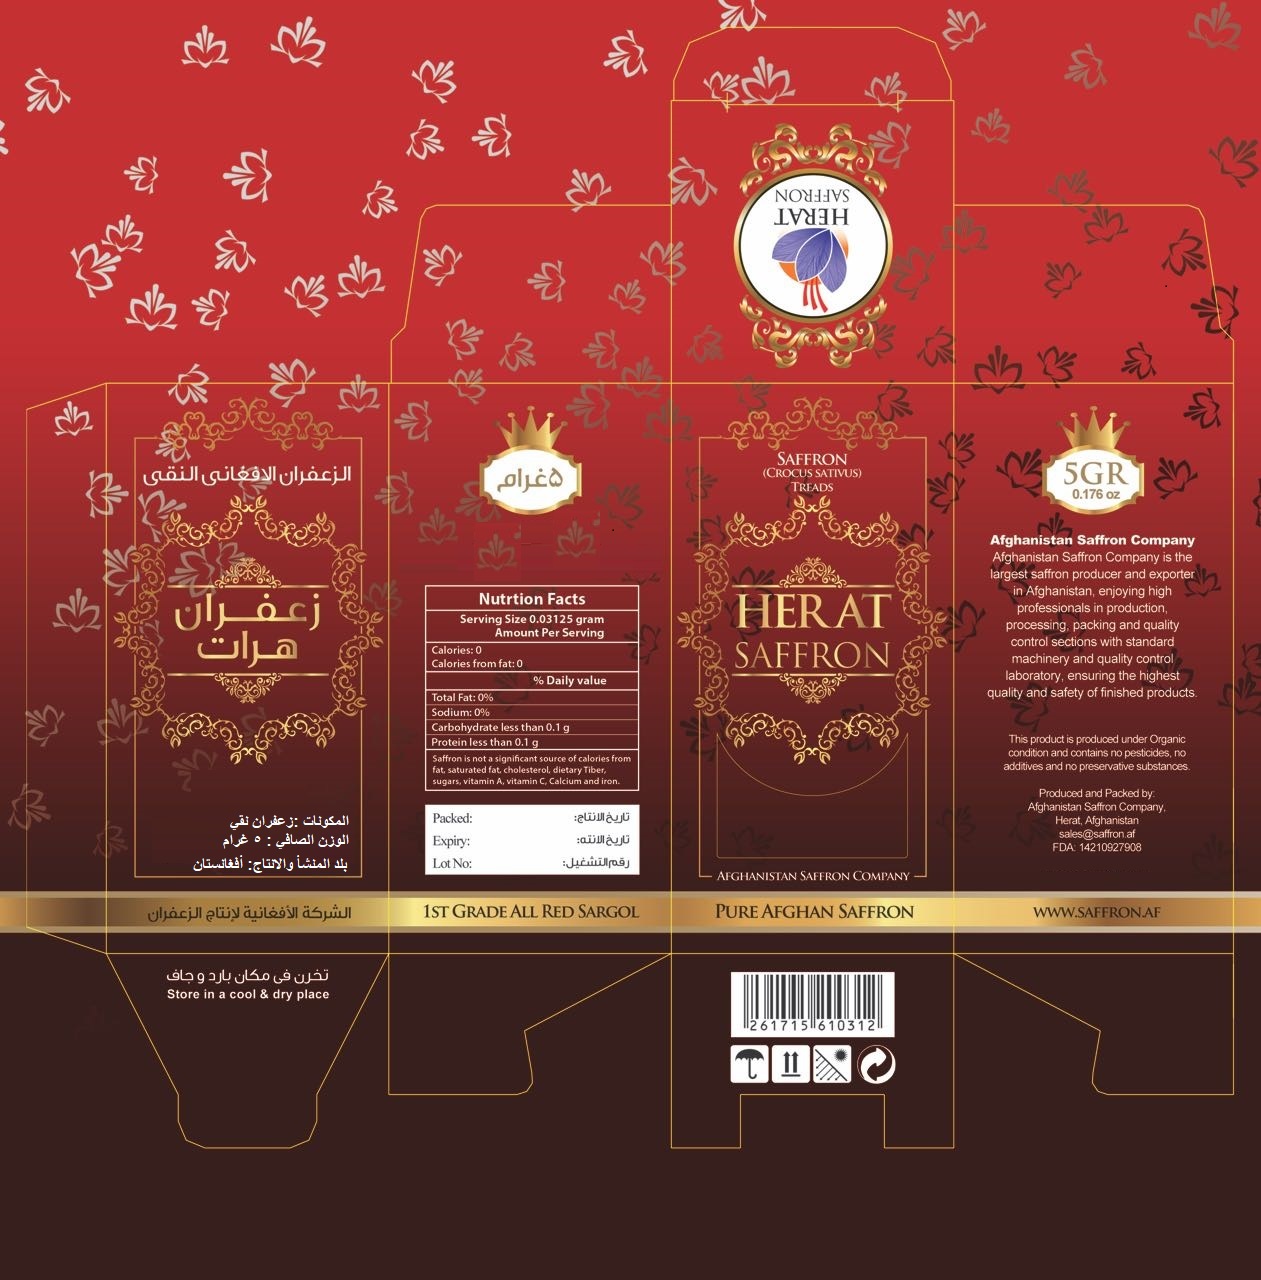 HERAT
SAFFRON
الزعفران الافغانى النقى
زعفران
هرات
المكونات :زعفران نقي
الوزن الصافي : ٥ غرام
بلد المنشأ والانتاج: أفغانستان
الشركة الأفغانية لإنتاج الزعفران
تخرن فى مكان بارد و جاف
Store in a cool & dry place
۵غرام
Nutrtion Facts
Serving Size 0.03125 gram
Amount Per Serving
Calories: 0
Calories from fat: 0
% Daily value
Total Fat: 0%
Sodium: 0%
Carbohydrate less than 0.1 g
Protein less than 0.1 g
Saffron is not a significant source of calories from
fat, saturated fat, cholesterol, dietary Tiber,
sugars, vitamin A, vitamin C, Calcium and iron.
Packed: تاريخ الانتاج:
Expiry: تاريخ الانته:
Lot No: رقم التشغيل:
1ST GRADE ALL RED SARGOL
SAFFRON
(CROCUS SATIVUS)
TREADS
HERAT
SAFFRON
AFGHANISTAN SAFFRON COMPANY
PURE AFGHAN SAFFRON
261715 610312
5GR
0.176 oz
Afghanistan Saffron Company
Afghanistan Saffron Company is the
largest saffron producer and exporter
in Afghanistan, enjoying high
professionals in production,
processing, packing and quality
control sections with standard
machinery and quality control
laboratory, ensuring the highest
quality and safety of finished products.
This product is produced under Organic
condition and contains no pesticides, no
additives and no preservative substances.
Produced and Packed by:
Afghanistan Saffron Company,
Herat, Afghanistan
sales@saffron.af
FDA: 14210927908
WWW.SAFFRON.AF